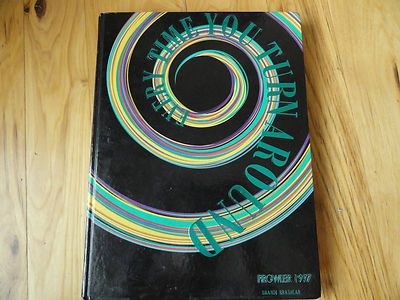 EVERY TIME YOU TURN AROUND
PROWLER 1997